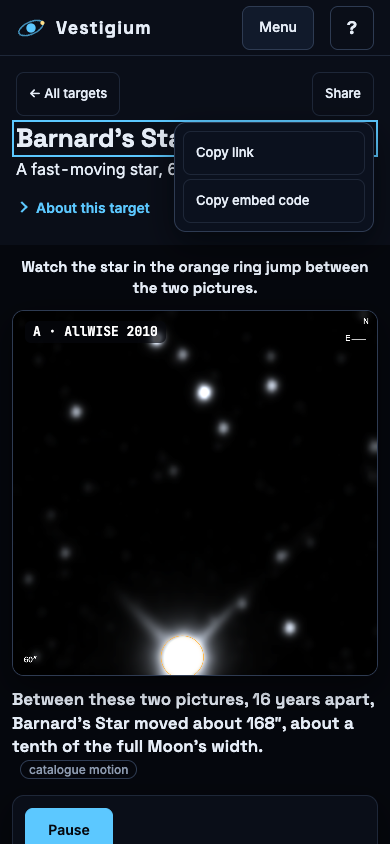 Vestigium
Menu
?
← All targets
Share
Barnard's Sta
A fast-moving star, 6
Copy link
Copy embed code
About this target
Watch the star in the orange ring jump between
the two pictures.
A · AllWISE 2010
N
E
60"
Between these two pictures, 16 years apart,
Barnard's Star moved about 168″, about a
tenth of the full Moon's width.
catalogue motion
Pause